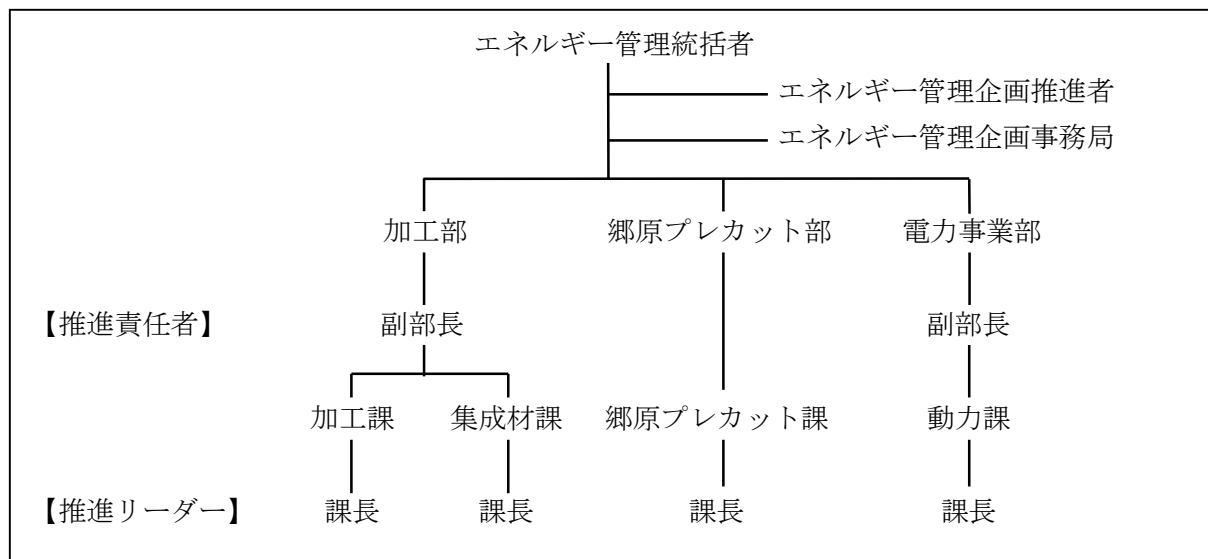 エネルギー管理統括者
エネルギー管理企画推進者
エネルギー管理企画事務局
加工部 郷原プレカット部 電力事業部
【推進責任者】 副部長 副部長
加工課 集成材課 郷原プレカット課 動力課
【推進リーダー】 課長 課長 課長 課長